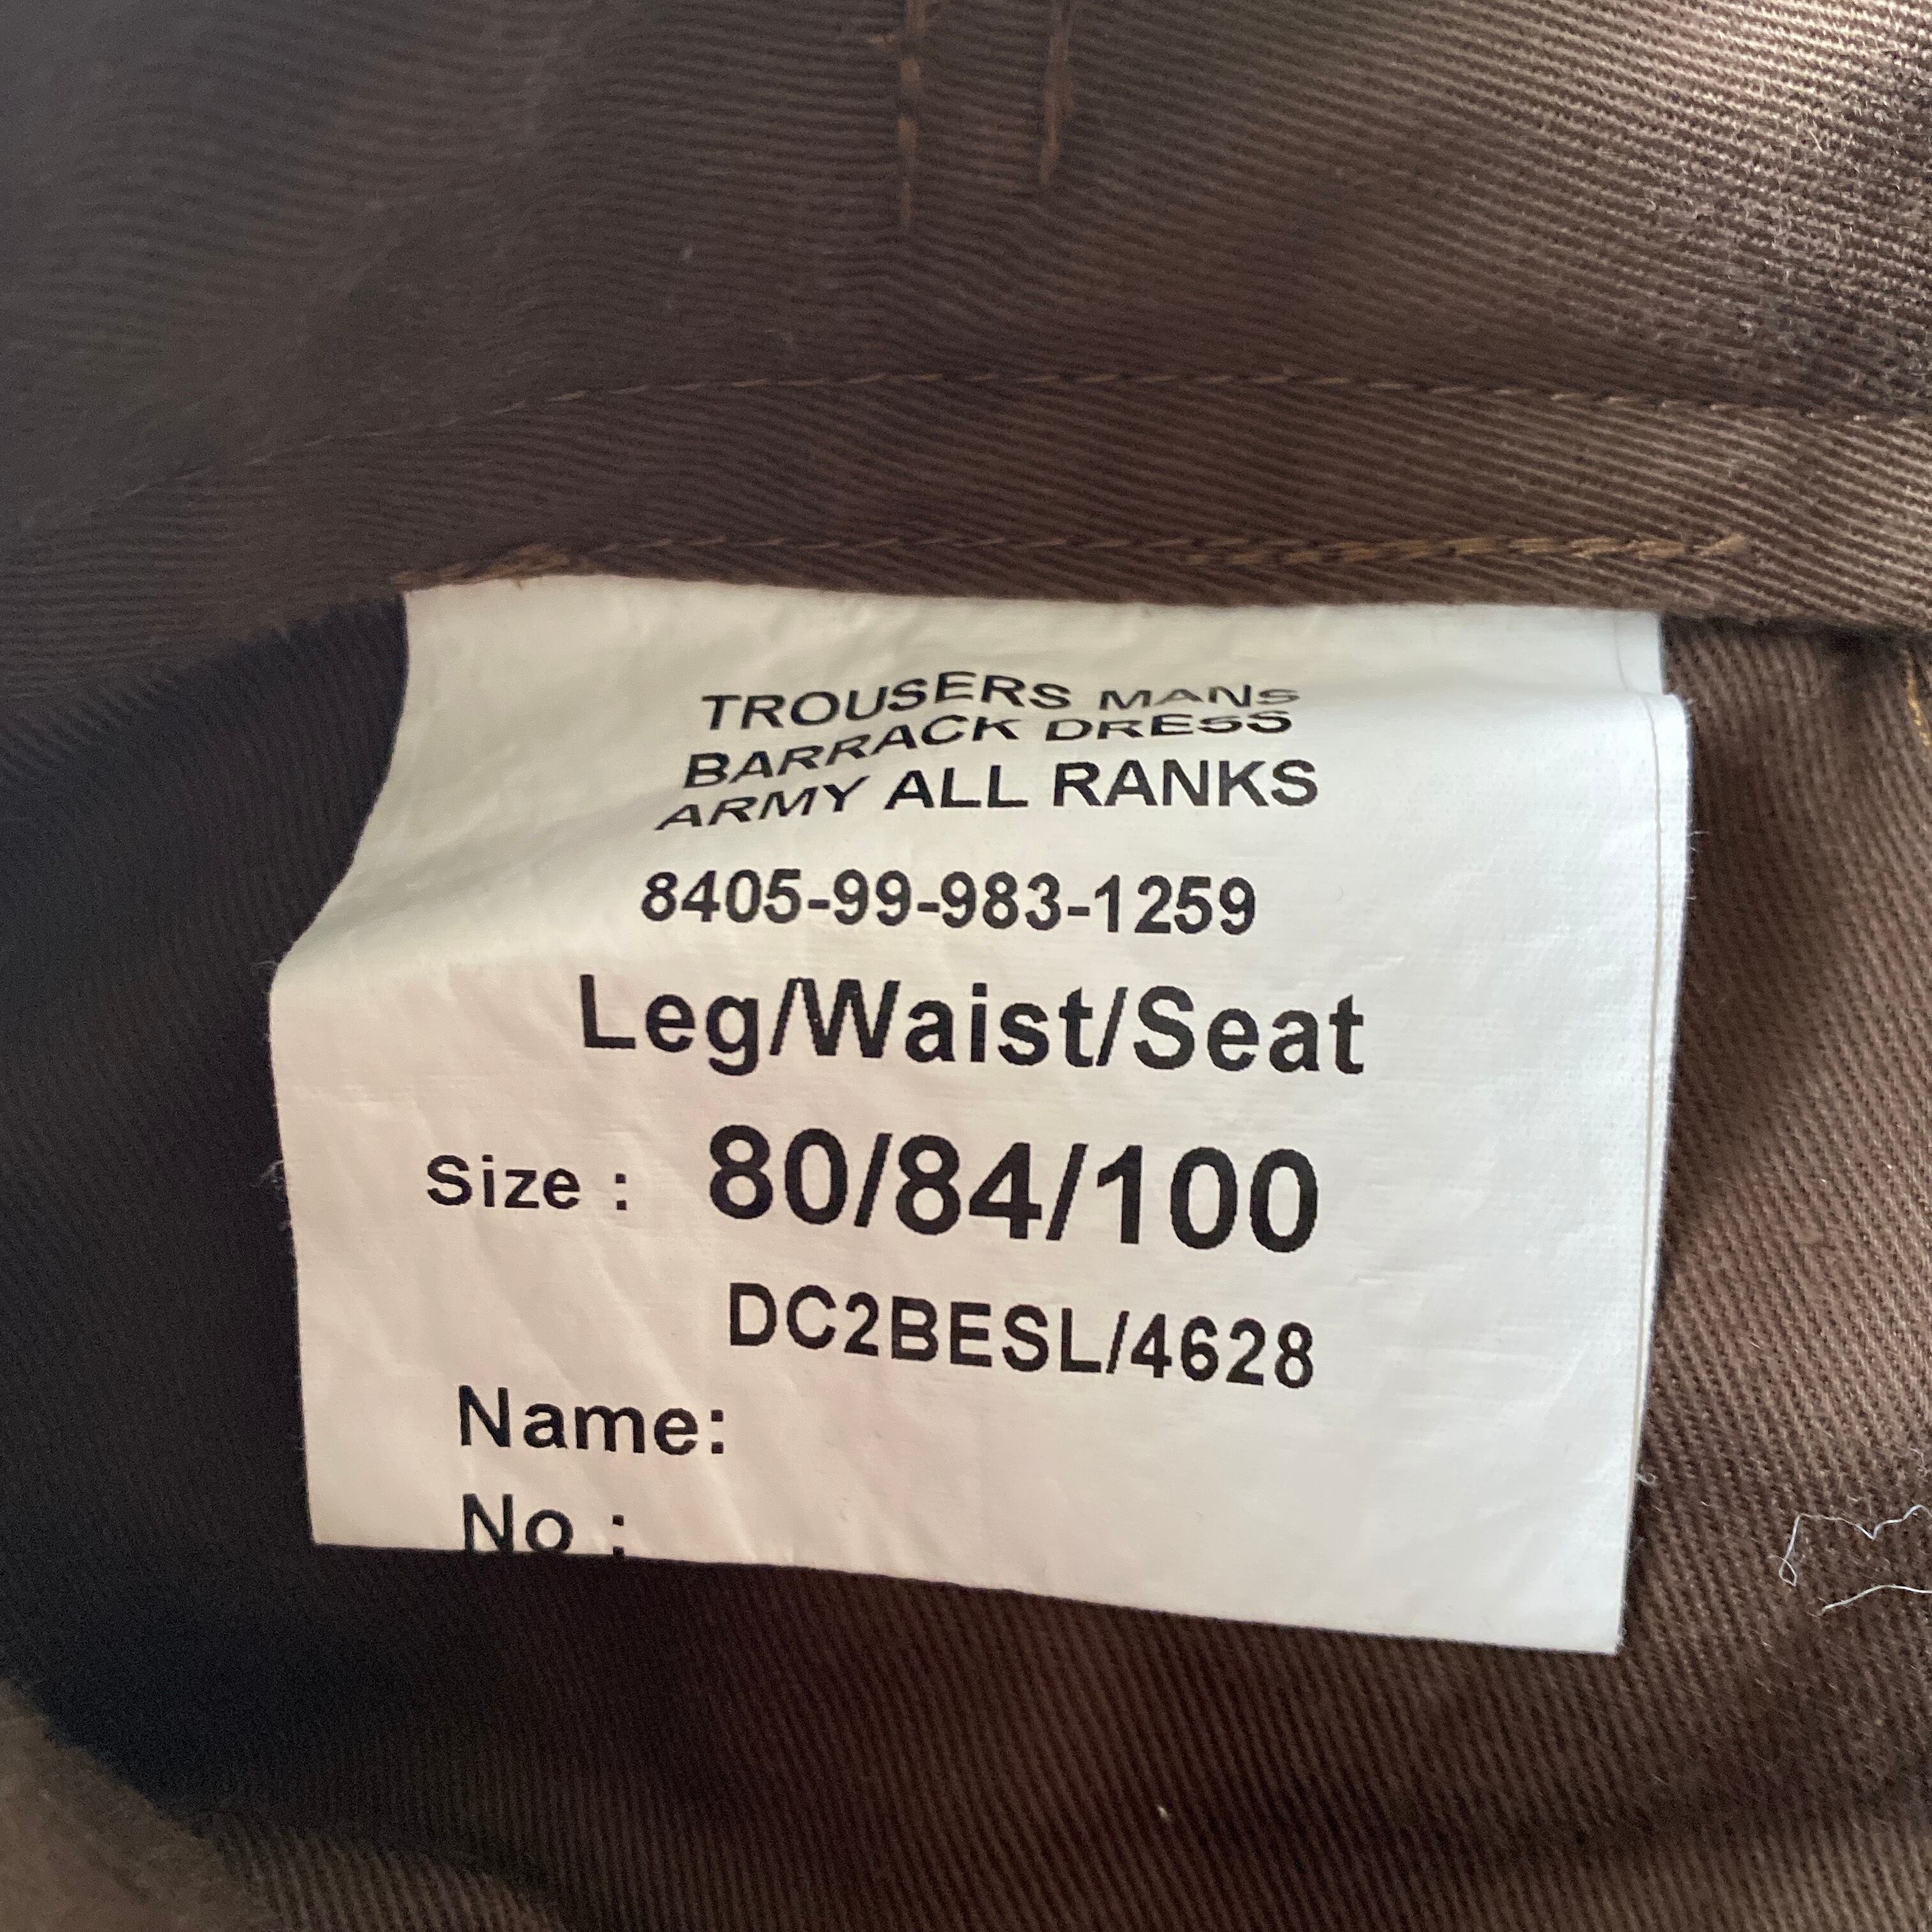 TROUSERS MANS
BARRACK DRESS
ARMY ALL RANKS
8405-99-983-1259
Leg/Waist/Seat
Size : 80/84/100
DC2BESL/4628
Name:
No :